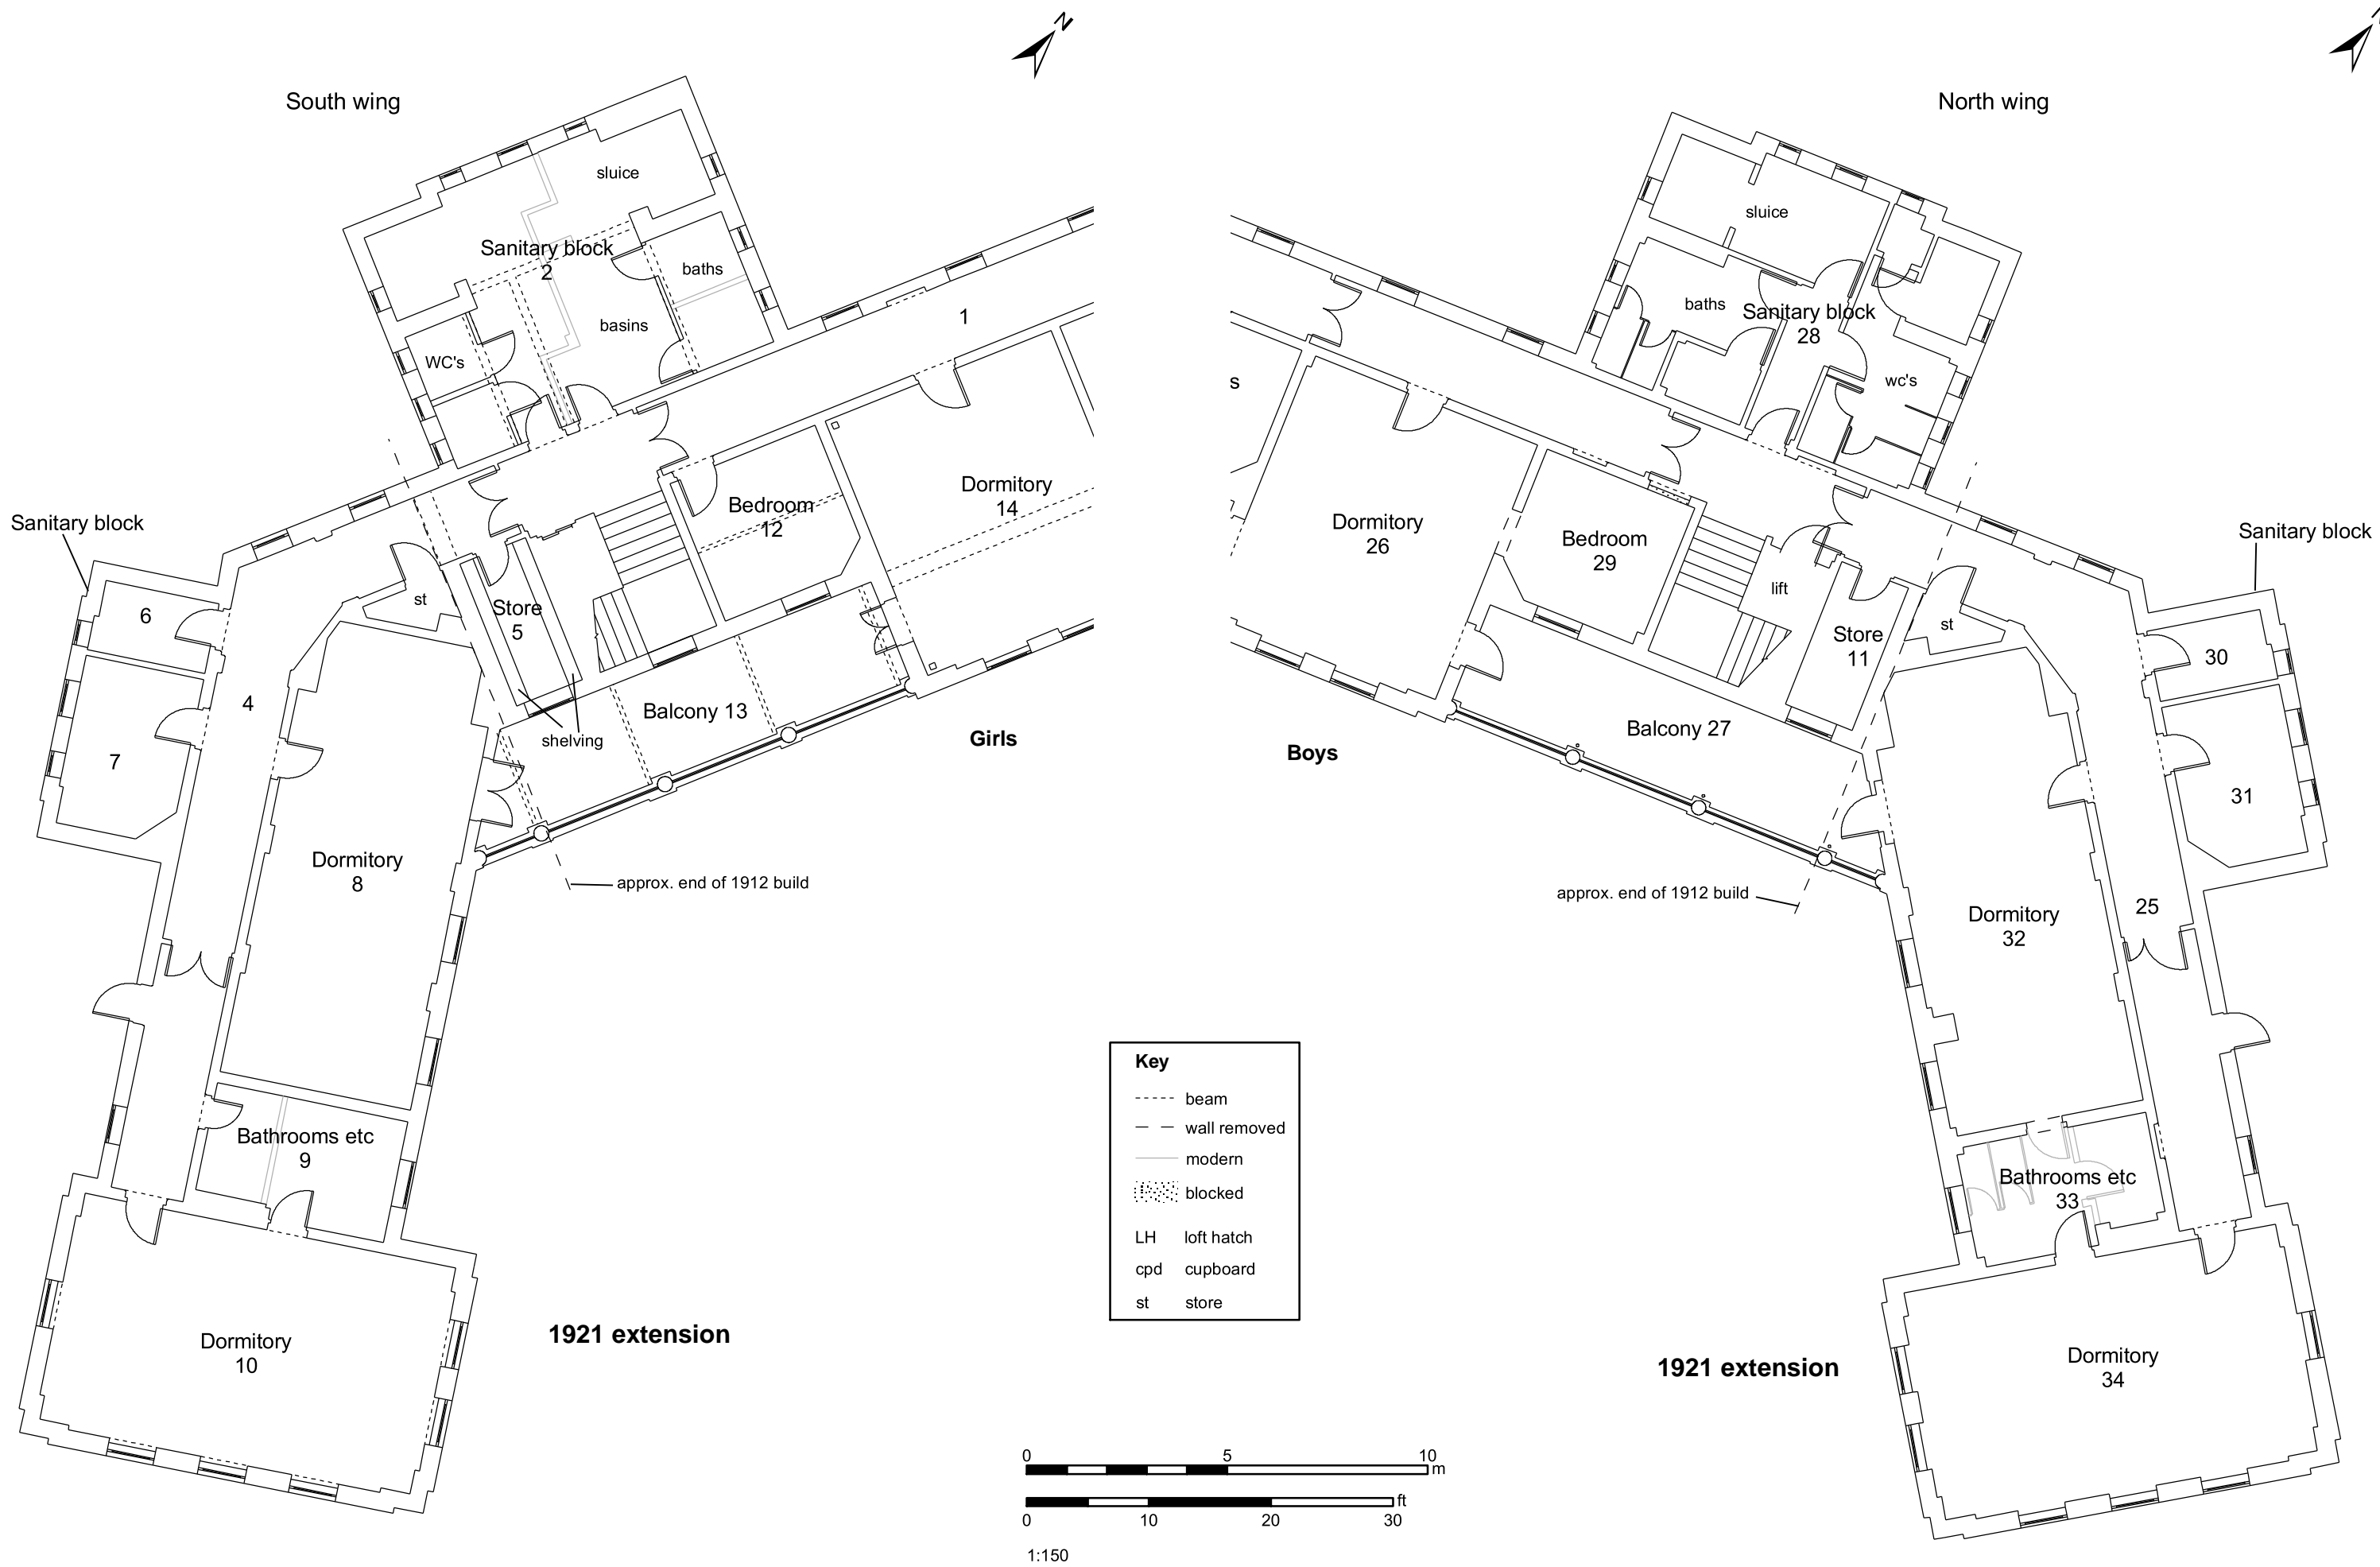 N
South wing
sluice
Sanitary block
2
baths
basins
WC's
1
Bedroom
12
Dormitory
14
Sanitary block
6
st
Store
5
4
7
shelving
Balcony 13
Girls
Dormitory
8
approx. end of 1912 build
Bathrooms etc
9
Dormitory
10
1921 extension
North wing
sluice
baths
Sanitary block
28
wc's
s
Dormitory
26
Bedroom
29
lift
Store
11
st
Sanitary block
30
31
Boys
Balcony 27
approx. end of 1912 build
Dormitory
32
25
Bathrooms etc
33
Dormitory
34
1921 extension
Key
beam
wall removed
modern
blocked
LH loft hatch
cpd cupboard
st store
0 5 10
m
ft
0 10 20 30
1:150